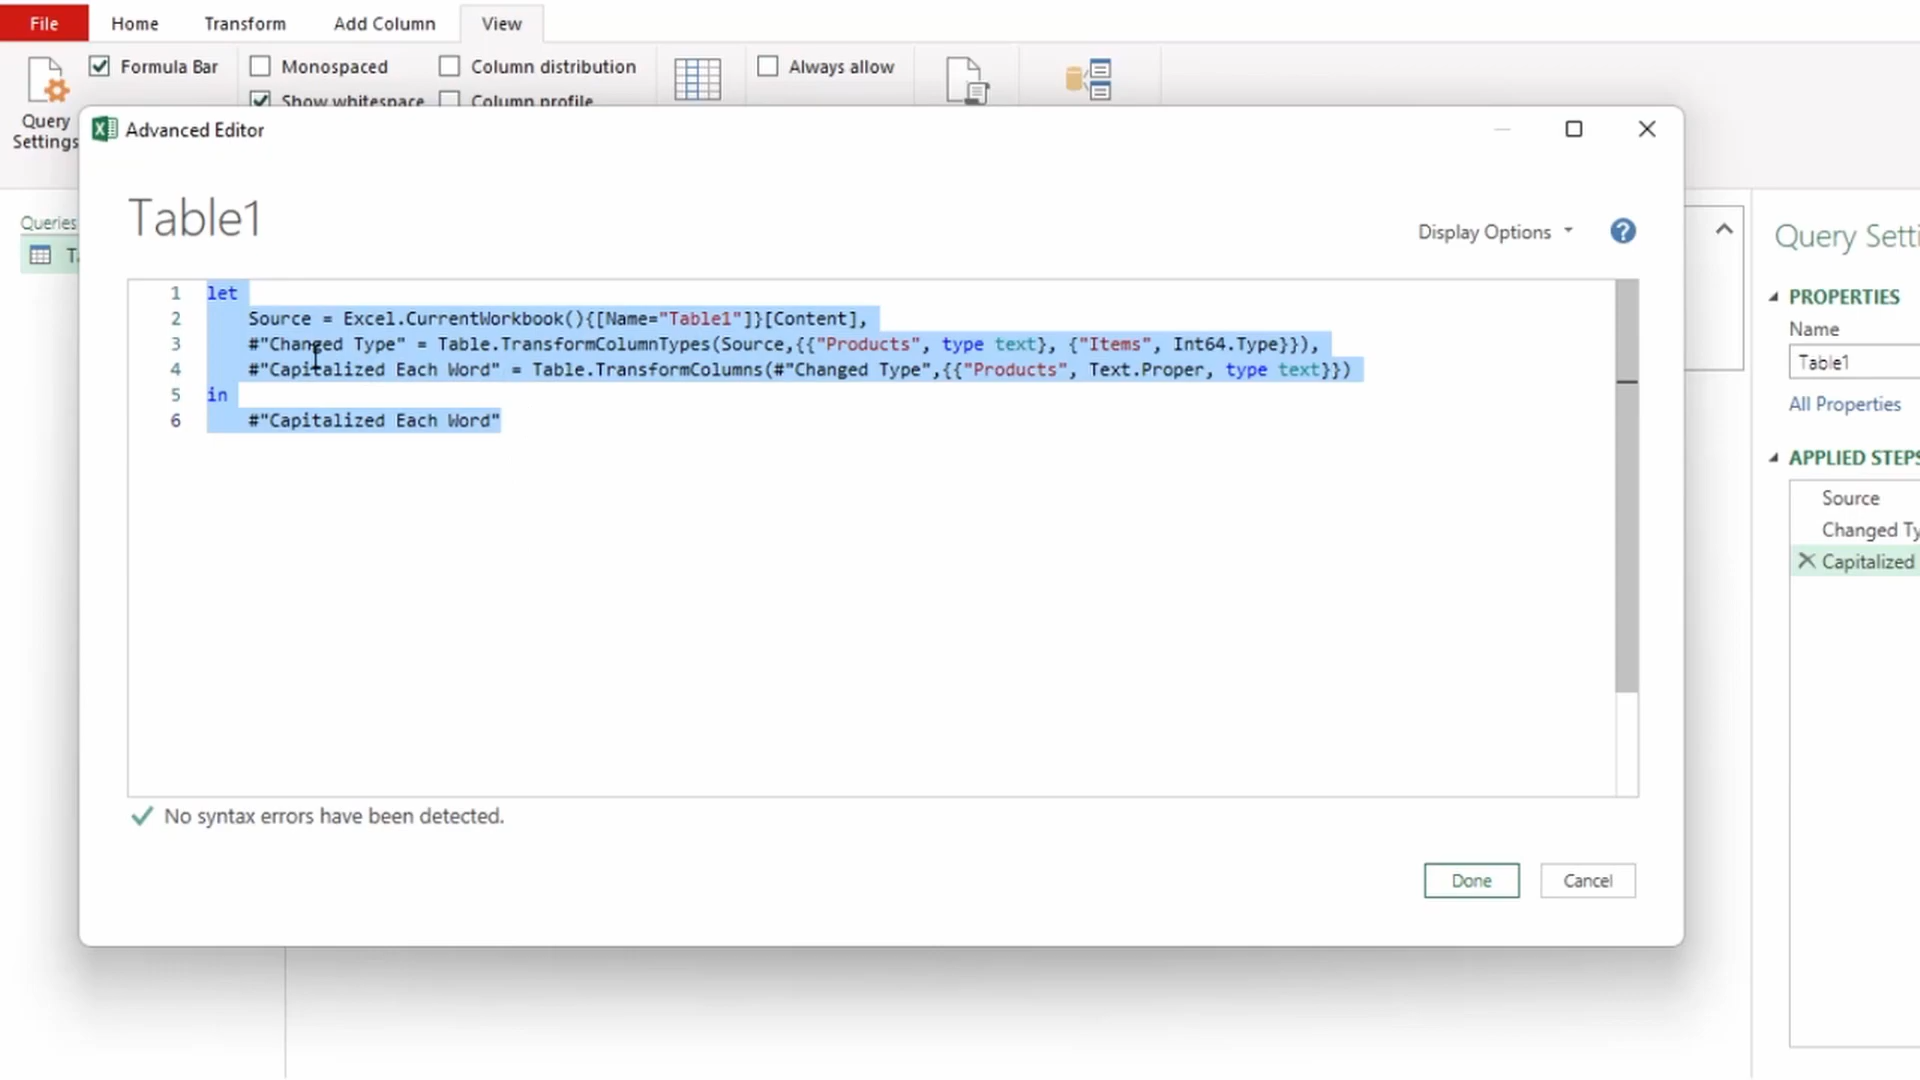 File Home Transform Add Column View
Formula Bar Monospaced Column distribution Always allow
Show whitespace Column profile
Query
Settings
Advanced Editor
Table1
Display Options ?
Queries
1 let
2 Source = Excel.CurrentWorkbook(){[Name="Table1"]}[Content],
3 #"Changed Type" = Table.TransformColumnTypes(Source,{{"Products", type text}, {"Items", Int64.Type}}),
4 #"Capitalized Each Word" = Table.TransformColumns(#"Changed Type",{{"Products", Text.Proper, type text}})
5 in
6 #"Capitalized Each Word"
No syntax errors have been detected.
Done Cancel
Query Setti
PROPERTIES
Name
Table1
All Properties
APPLIED STEPS
Source
Changed Ty
Capitalized